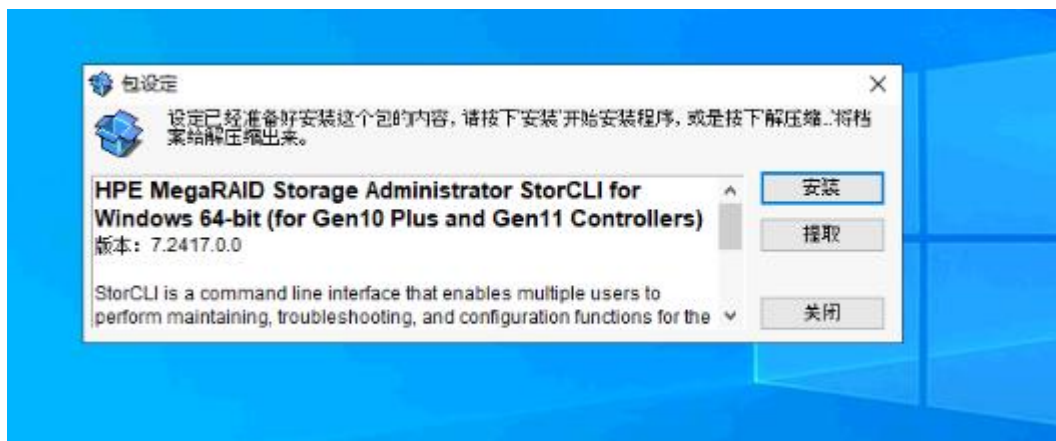 包设定
设定已经准备好安装这个包的内容，请按下'安装'开始安装程序，或是按下'解压缩...'将档
案给解压缩出来。
HPE MegaRAID Storage Administrator StorCLI for
Windows 64-bit (for Gen10 Plus and Gen11 Controllers)
版本：7.2417.0.0
StorCLI is a command line interface that enables multiple users to
perform maintaining, troubleshooting, and configuration functions for the
安装
提取
关闭